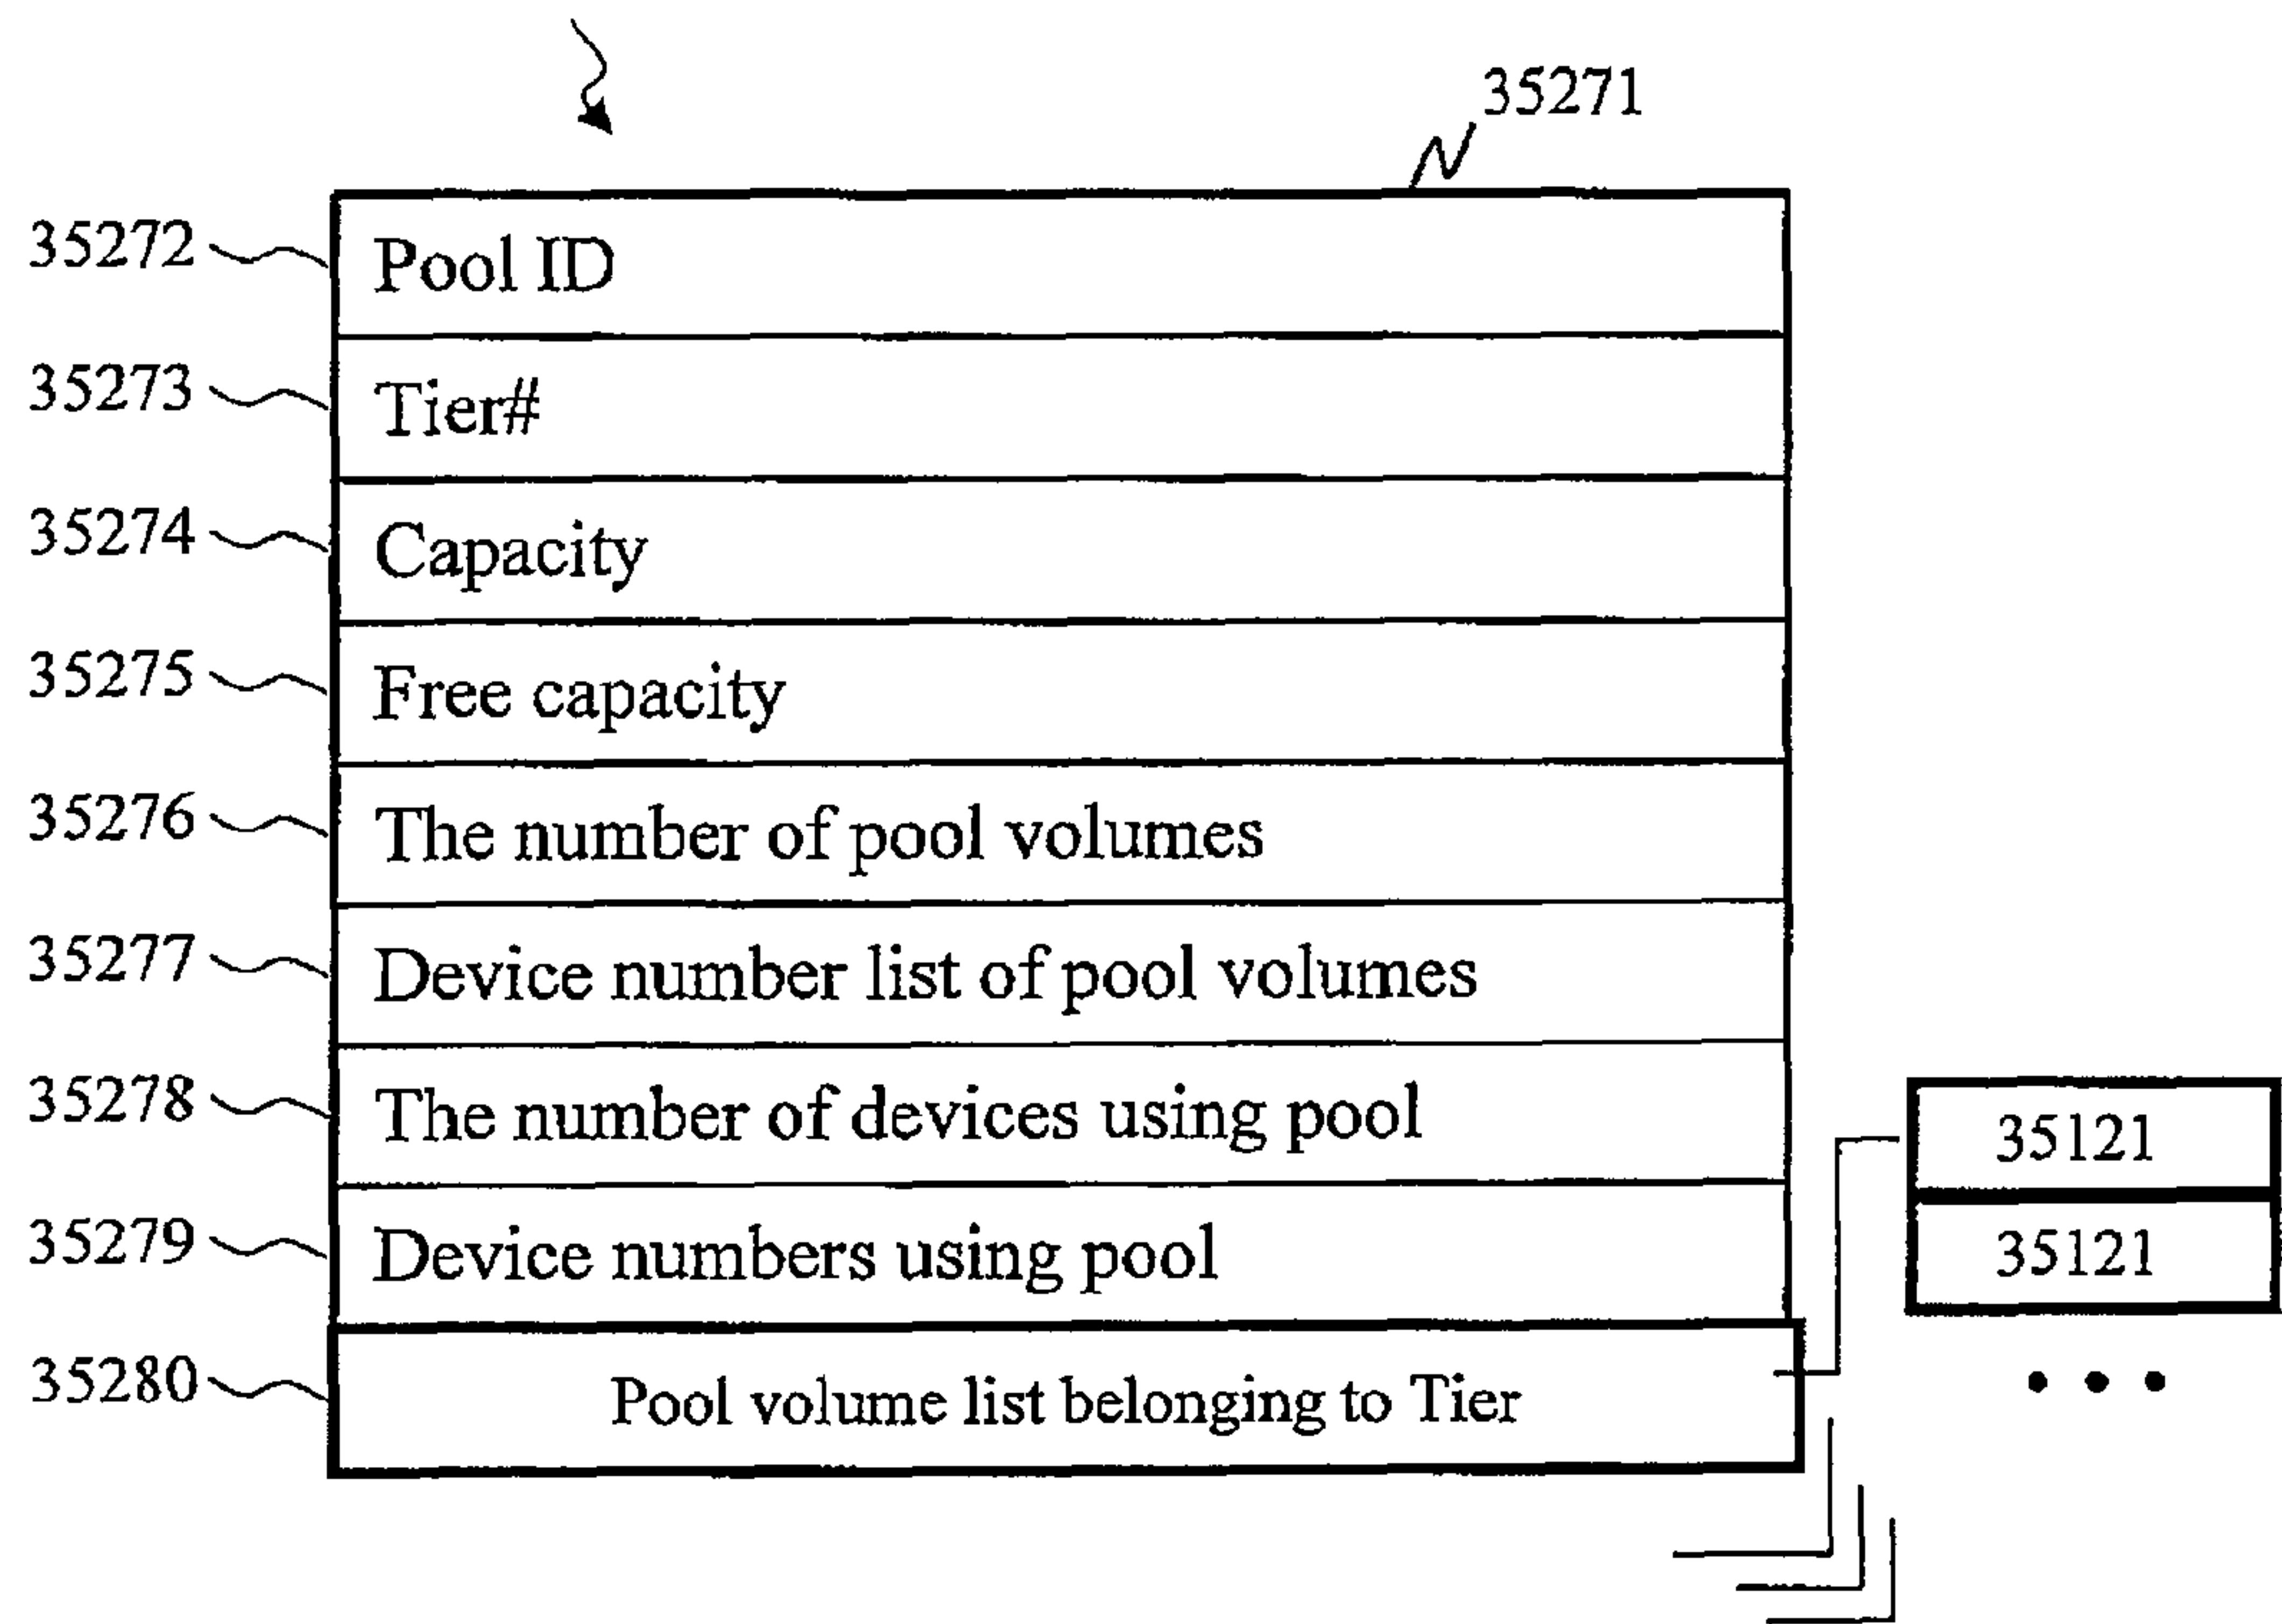 35271
35272 Pool ID
35273 Tier#
35274 Capacity
35275 Free capacity
35276 The number of pool volumes
35277 Device number list of pool volumes
35278 The number of devices using pool
35121
35279 Device numbers using pool
35121
35280 Pool volume list belonging to Tier
• • •